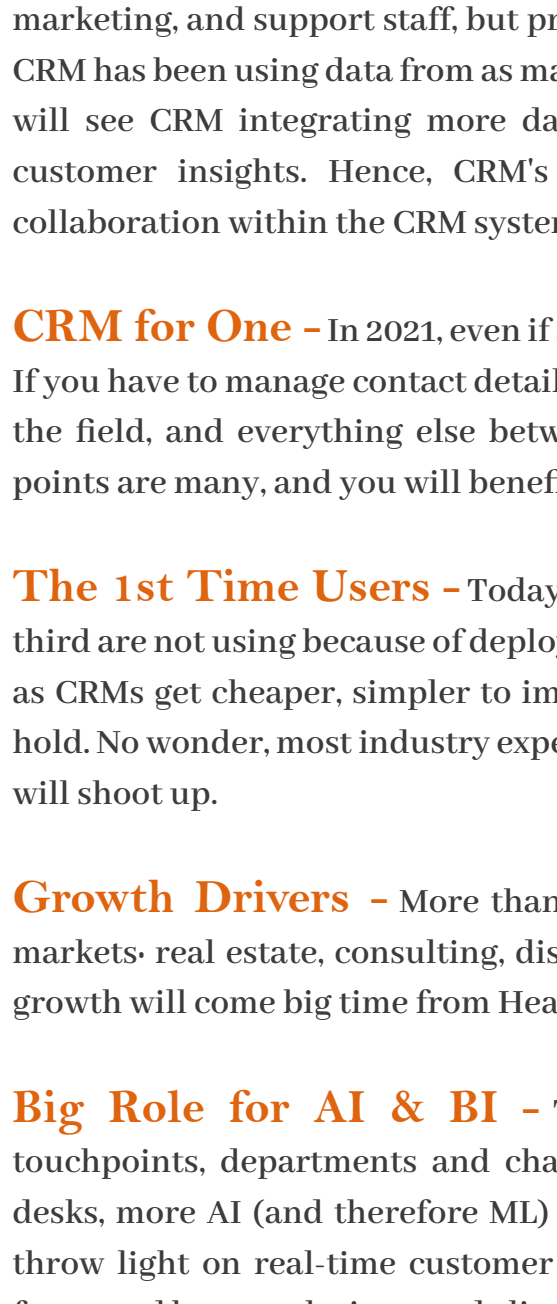 marketing, and support staff, but pr
CRM has been using data from as ma
will see CRM integrating more da
customer insights. Hence, CRM's
collaboration within the CRM syste
CRM for One - In 2021, even if
If you have to manage contact detail
the field, and everything else betw
points are many, and you will benefi
The 1st Time Users - Today
third are not using because of deplo
as CRMs get cheaper, simpler to im
hold. No wonder, most industry expe
will shoot up.
Growth Drivers - More than
markets· real estate, consulting, dis
growth will come big time from Hea
Big Role for AI & BI -
touchpoints, departments and cha
desks, more AI (and therefore ML)
throw light on real-time customer